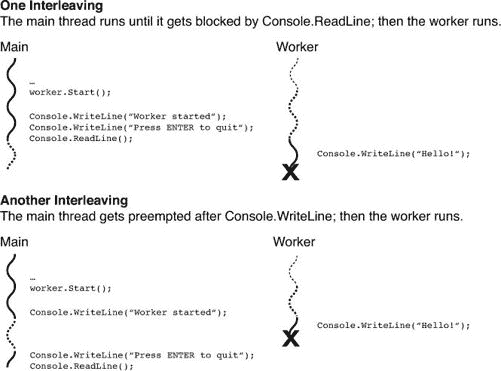 One Interleaving
The main thread runs until it gets blocked by Console.ReadLine; then the worker runs.
Main
Worker
…
worker.Start();
Console.WriteLine(“Worker started”);
Console.WriteLine(“Press ENTER to quit”);
Console.ReadLine();
Console.WriteLine(“Hello!”);
X
Another Interleaving
The main thread gets preempted after Console.WriteLine; then the worker runs.
Main
Worker
…
worker.Start();
Console.WriteLine(“Worker started”);
Console.WriteLine(“Hello!”);
X
Console.WriteLine(“Press ENTER to quit”);
Console.ReadLine();